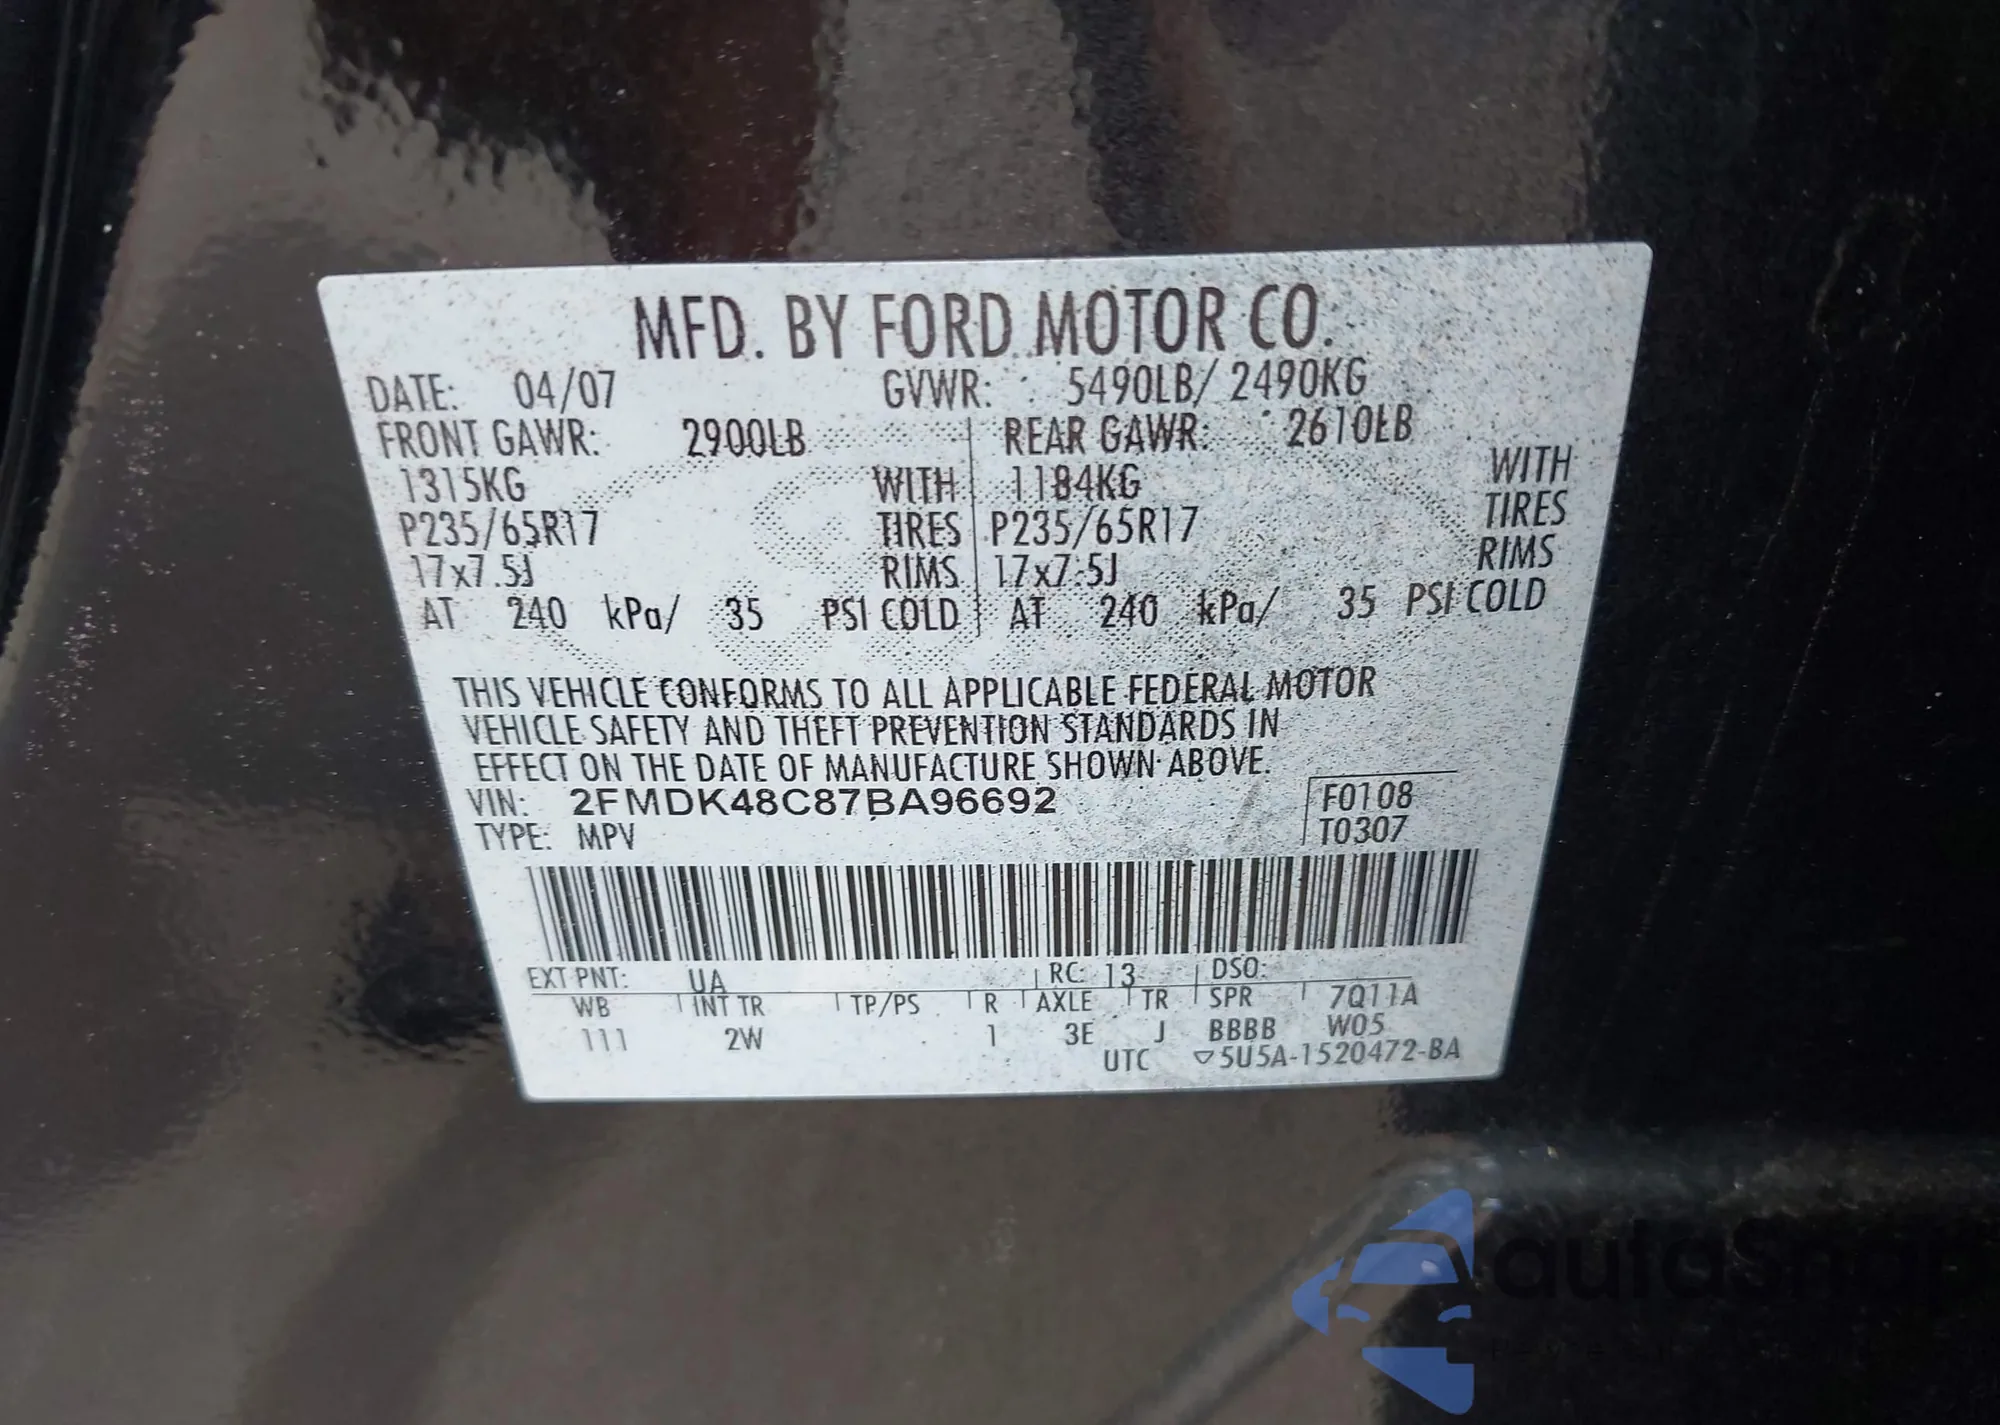 MFD. BY FORD MOTOR CO.
DATE: 04/07 GVWR: 5490LB/ 2490KG
FRONT GAWR: 2900LB REAR GAWR: 2610LB
1315KG WITH 1184KG WITH
P235/65R17 TIRES P235/65R17 TIRES
17x7.5J RIMS 17x7.5J RIMS
AT 240 kPa/ 35 PSI COLD AT 240 kPa/ 35 PSI COLD
THIS VEHICLE CONFORMS TO ALL APPLICABLE FEDERAL MOTOR
VEHICLE SAFETY AND THEFT PREVENTION STANDARDS IN
EFFECT ON THE DATE OF MANUFACTURE SHOWN ABOVE.
VIN: 2FMDK48C87BA96692 F0108
TYPE: MPV T0307
EXT PNT: UA RC: 13 DSO:
WB INT TR TP/PS R AXLE TR SPR 7Q11A
111 2W 1 3E J BBBB W05
UTC 5U5A-1520472-BA
autoSnap